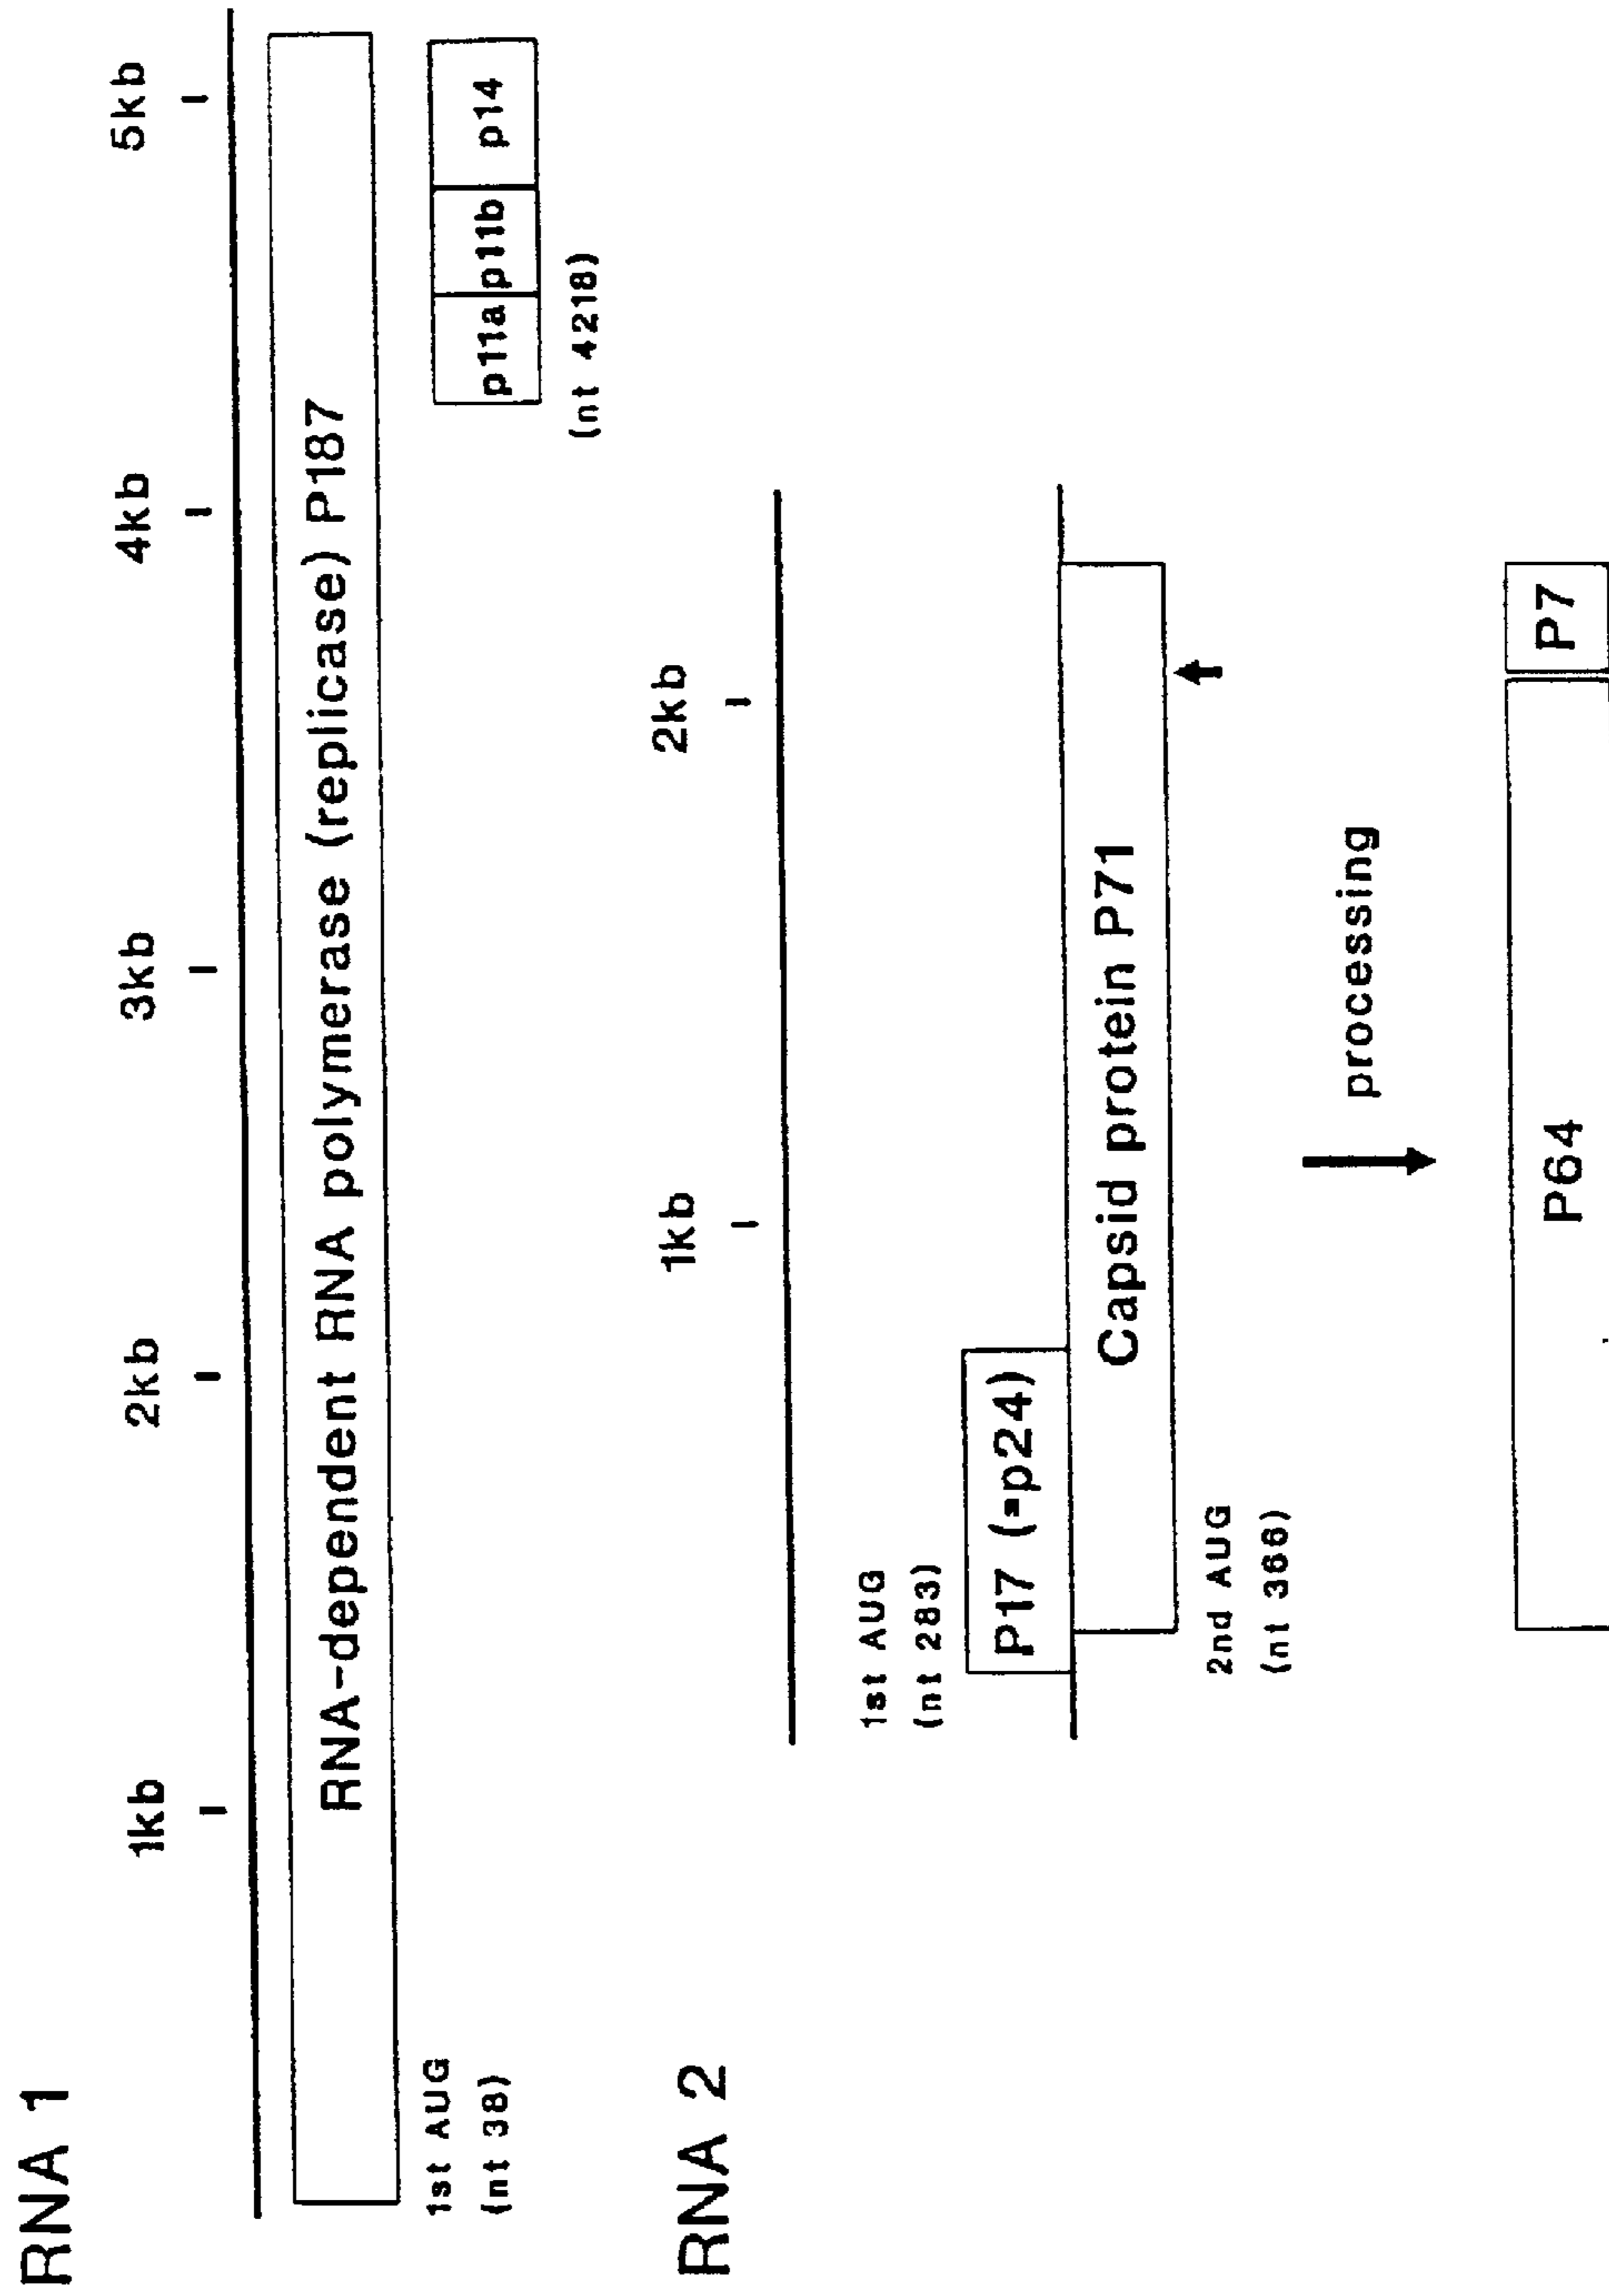 RNA 1
1kb 2kb 3kb 4kb 5kb
RNA-dependent RNA polymerase (replicase) P187
1st AUG
(nt 38)
p11a p11b p14
(nt 4218)
RNA 2
1kb 2kb
1st AUG
(nt 283)
P17 (=p24)
Capsid protein P71
2nd AUG
(nt 366)
processing
P64 P7